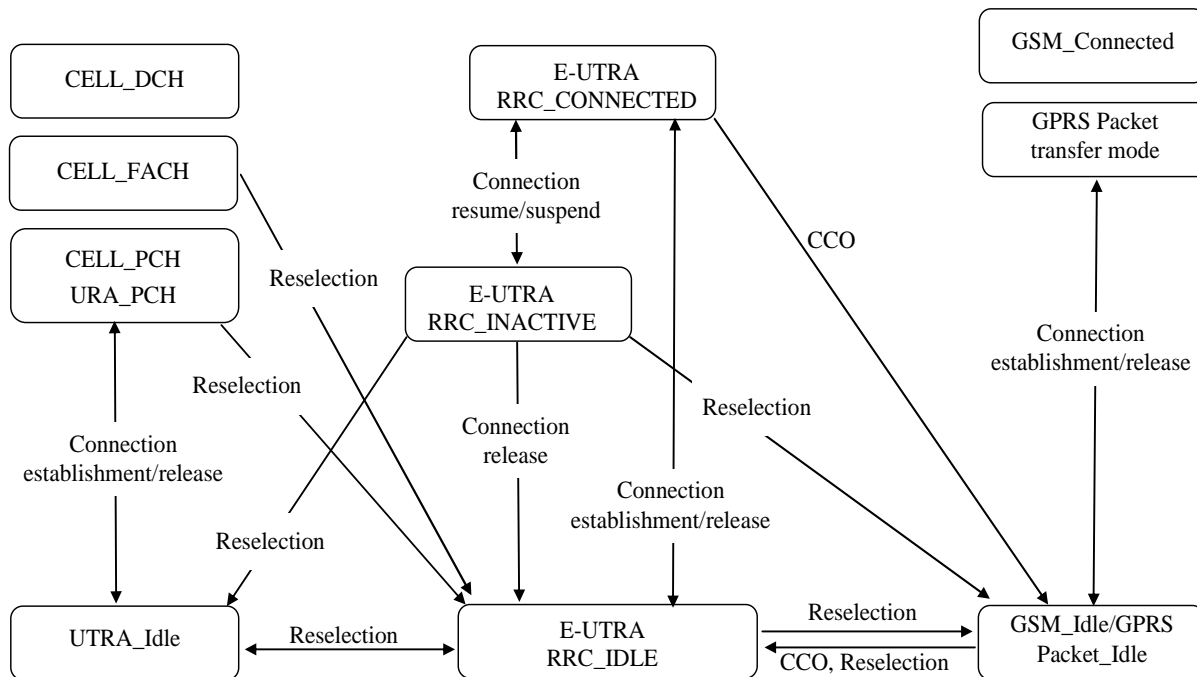 GSM_Connected
CELL_DCH
E-UTRA
RRC_CONNECTED
GPRS Packet
transfer mode
CELL_FACH
Connection
resume/suspend
CCO
CELL_PCH
URA_PCH
Reselection
E-UTRA
RRC_INACTIVE
Connection
establishment/release
Reselection
Reselection
Connection
establishment/release
Connection
release
Connection
establishment/release
Reselection
UTRA_Idle
Reselection
E-UTRA
RRC_IDLE
Reselection
CCO, Reselection
GSM_Idle/GPRS
Packet_Idle